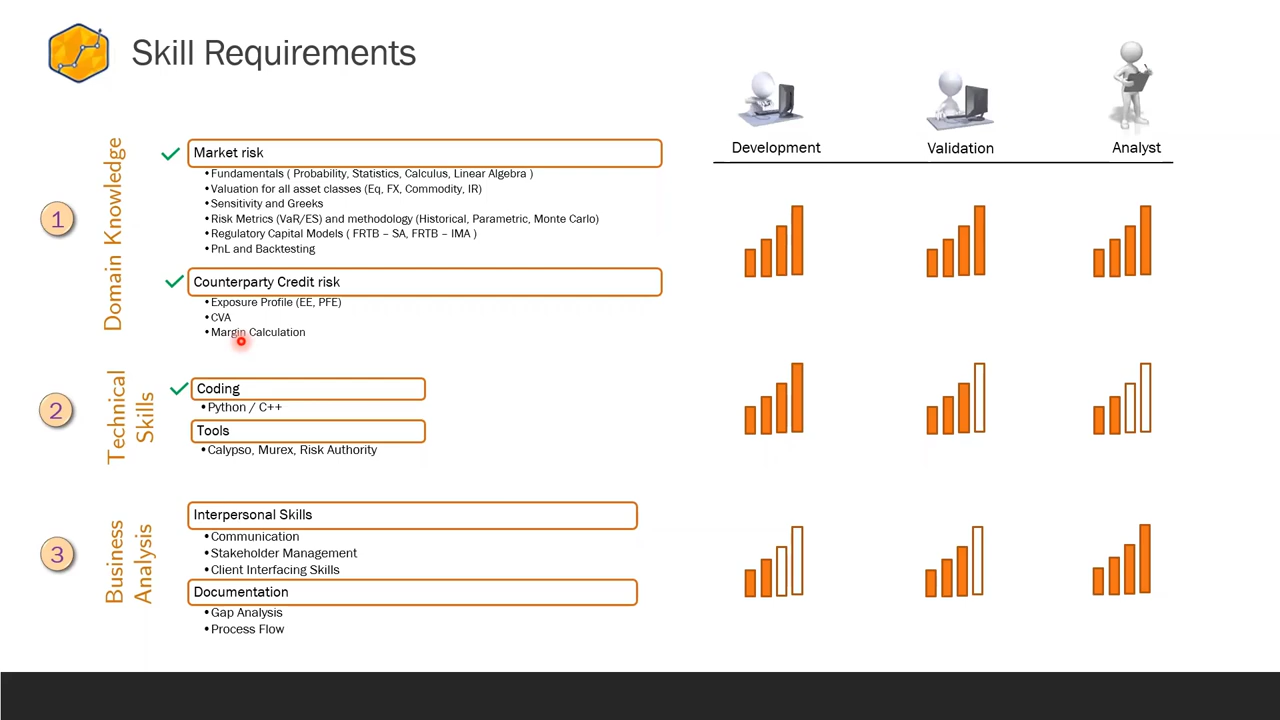 Skill Requirements
Development
Validation
Analyst
1
Domain Knowledge
Market risk
•Fundamentals ( Probability, Statistics, Calculus, Linear Algebra )
•Valuation for all asset classes (Eq, FX, Commodity, IR)
•Sensitivity and Greeks
•Risk Metrics (VaR/ES) and methodology (Historical, Parametric, Monte Carlo)
•Regulatory Capital Models ( FRTB – SA, FRTB – IMA )
•PnL and Backtesting
Counterparty Credit risk
•Exposure Profile (EE, PFE)
•CVA
•Margin Calculation
2
Technical
Skills
Coding
•Python / C++
Tools
•Calypso, Murex, Risk Authority
3
Business
Analysis
Interpersonal Skills
•Communication
•Stakeholder Management
•Client Interfacing Skills
Documentation
•Gap Analysis
•Process Flow